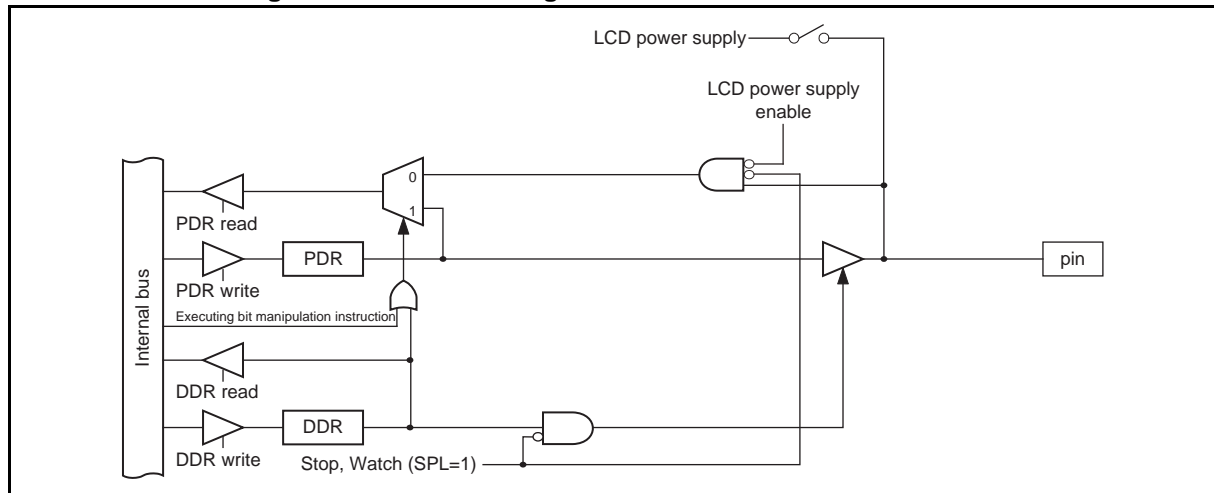 LCD power supply
LCD power supply
enable
0
1
PDR read
PDR
pin
PDR write
Executing bit manipulation instruction
Internal bus
DDR read
DDR
DDR write
Stop, Watch (SPL=1)